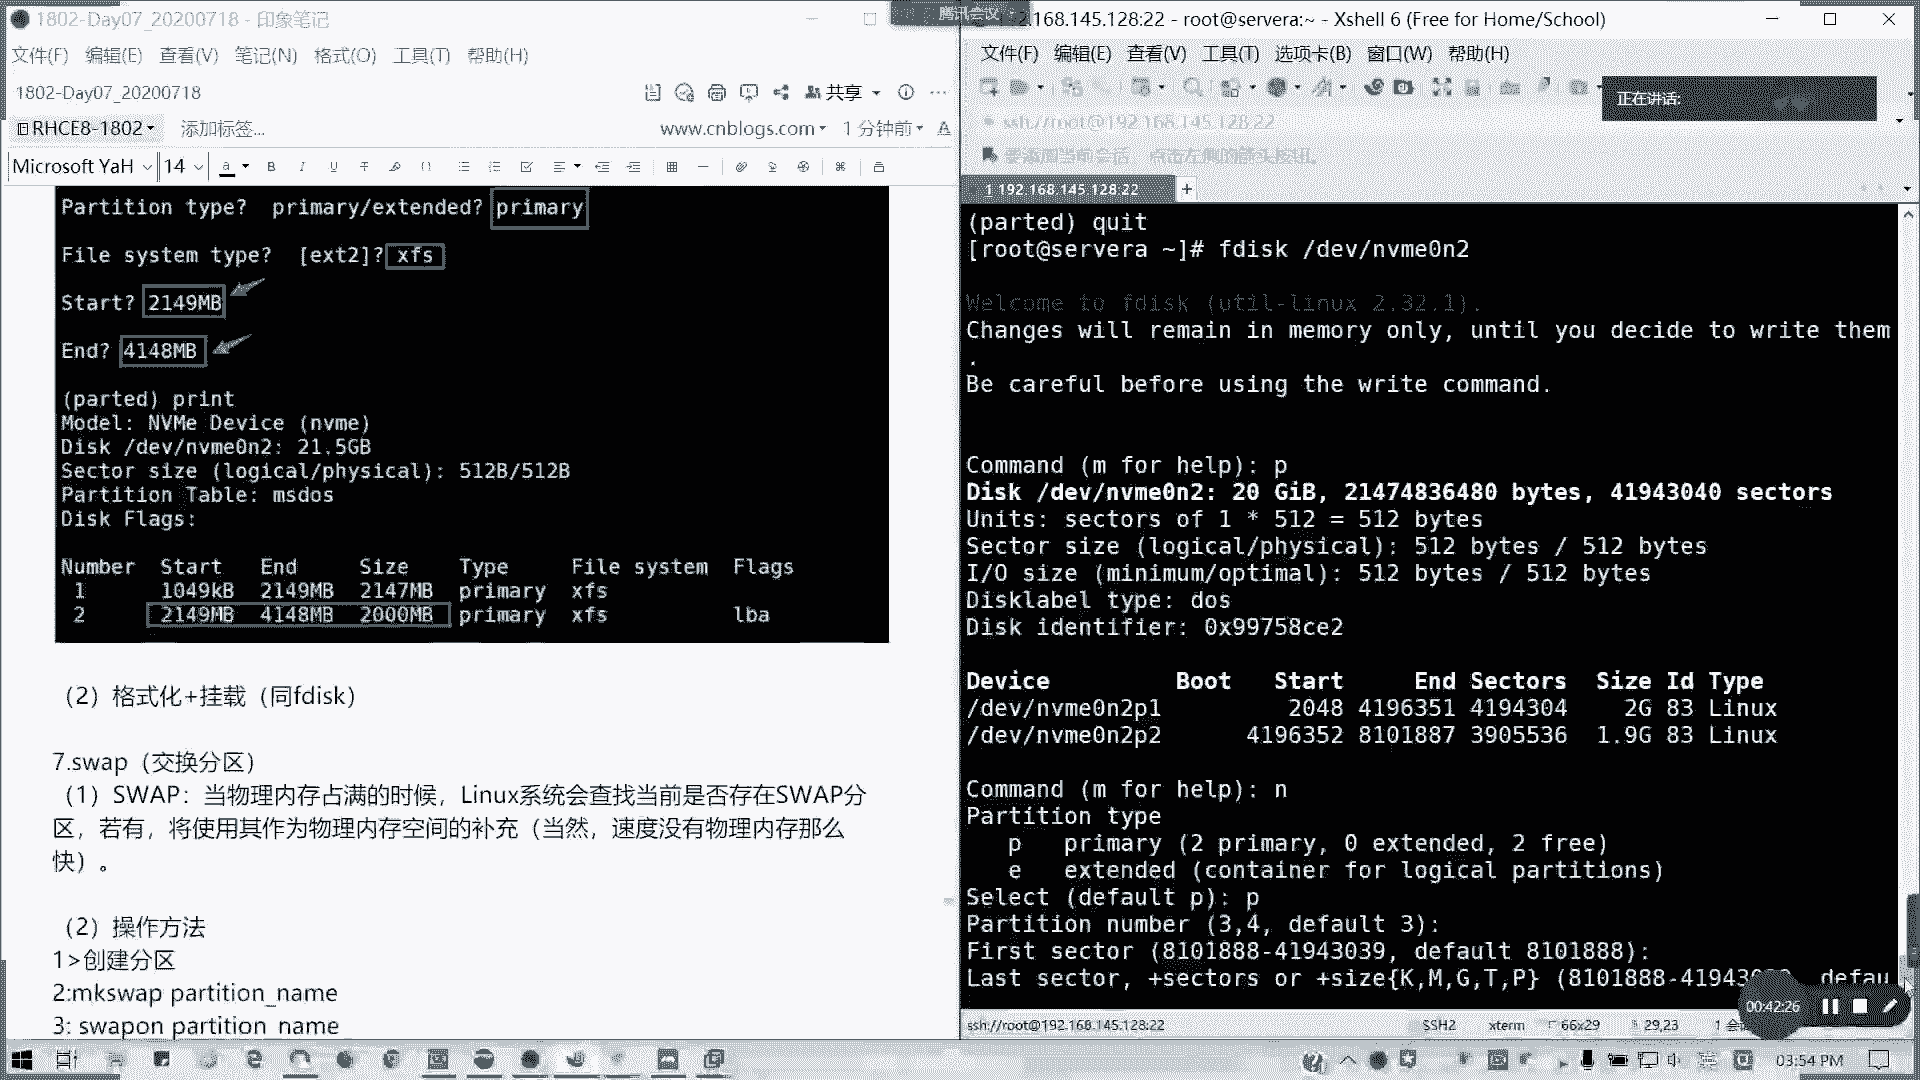 1802-Day07_20200718 - 印象笔记
文件(F) 编辑(E) 查看(V) 笔记(N) 格式(O) 工具(T) 帮助(H)
1802-Day07_20200718
共享
RHCE8-1802
添加标签...
www.cnblogs.com
1 分钟前
Microsoft YaH 14
Partition type?  primary/extended? primary
File system type?  [ext2]? xfs
Start? 2149MB
End? 4148MB
(parted) print
Model: NVMe Device (nvme)
Disk /dev/nvme0n2: 21.5GB
Sector size (logical/physical): 512B/512B
Partition Table: msdos
Disk Flags:
Number  Start   End     Size    Type     File system  Flags
1      1049kB  2149MB  2147MB  primary  xfs
2      2149MB  4148MB  2000MB  primary  xfs          lba
（2）格式化+挂载（同fdisk）
7.swap（交换分区）
（1）SWAP：当物理内存占满的时候，Linux系统会查找当前是否存在SWAP分
区，若有，将使用其作为物理内存空间的补充（当然，速度没有物理内存那么
快）。
（2）操作方法
1>创建分区
2:mkswap partition_name
3: swapon partition_name
腾讯会议
192.168.145.128:22 - root@servera:~ - Xshell 6 (Free for Home/School)
文件(F) 编辑(E) 查看(V) 工具(T) 选项卡(B) 窗口(W) 帮助(H)
正在讲话:
ssh://root@192.168.145.128:22
要添加当前会话，点击左侧的箭头按钮。
1 192.168.145.128:22
(parted) quit
[root@servera ~]# fdisk /dev/nvme0n2
Welcome to fdisk (util-linux 2.32.1).
Changes will remain in memory only, until you decide to write them
.
Be careful before using the write command.
Command (m for help): p
Disk /dev/nvme0n2: 20 GiB, 21474836480 bytes, 41943040 sectors
Units: sectors of 1 * 512 = 512 bytes
Sector size (logical/physical): 512 bytes / 512 bytes
I/O size (minimum/optimal): 512 bytes / 512 bytes
Disklabel type: dos
Disk identifier: 0x99758ce2
Device         Boot   Start     End Sectors  Size Id Type
/dev/nvme0n2p1         2048 4196351 4194304    2G 83 Linux
/dev/nvme0n2p2      4196352 8101887 3905536  1.9G 83 Linux
Command (m for help): n
Partition type
p   primary (2 primary, 0 extended, 2 free)
e   extended (container for logical partitions)
Select (default p): p
Partition number (3,4, default 3):
First sector (8101888-41943039, default 8101888):
Last sector, +sectors or +size{K,M,G,T,P} (8101888-41943039, defau
00:42:26
ssh://root@192.168.145.128:22
SSH2
xterm
66x29
29,23
03:54 PM